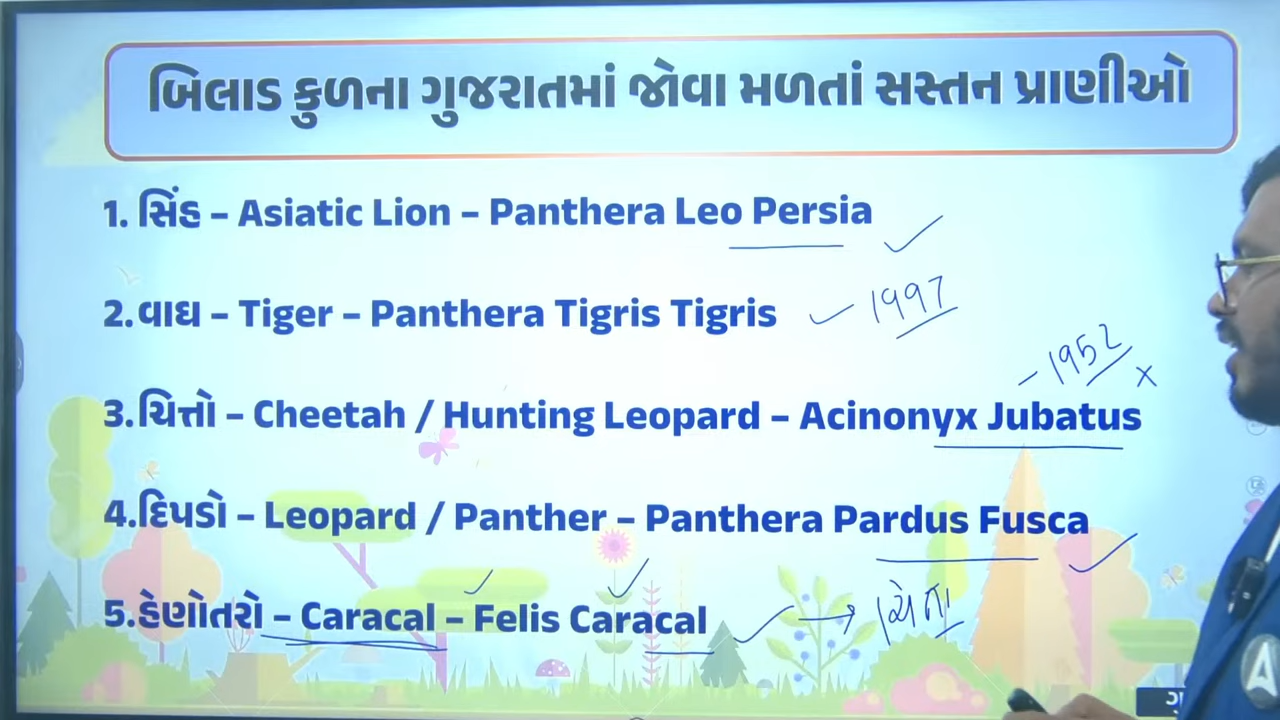 બિલાડ કુળના ગુજરાતમાં જોવા મળતાં સસ્તન પ્રાણીઓ
1. સિંહ – Asiatic Lion – Panthera Leo Persia
2.વાઘ – Tiger – Panthera Tigris Tigris
1997
1952 ×
3.ચિત્તો – Cheetah / Hunting Leopard – Acinonyx Jubatus
4.દિપડો – Leopard / Panther – Panthera Pardus Fusca
5.હેણોતરો – Caracal – Felis Caracal